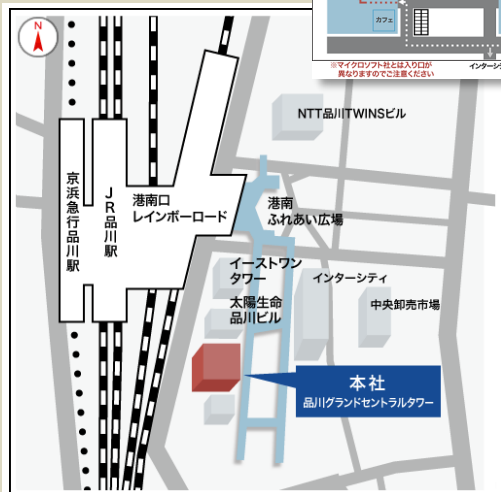 カフェ
※マイクロソフト社とは入り口が
異なりますのでご注意ください
インターシ
N
NTT品川TWINSビル
京浜急行品川駅
JR品川駅
港南口
レインボーロード
港南
ふれあい広場
イーストワン
タワー
インターシティ
太陽生命
品川ビル
中央卸売市場
本社
品川グランドセントラルタワー